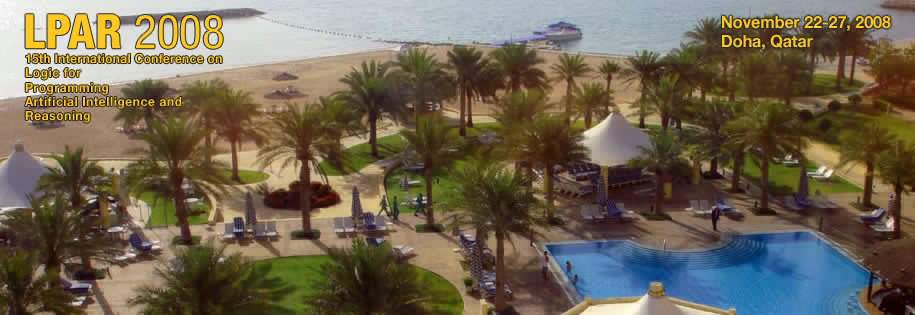 LPAR 2008
15th International Conference on
Logic for
Programming
Artificial Intelligence and
Reasoning
November 22-27, 2008
Doha, Qatar